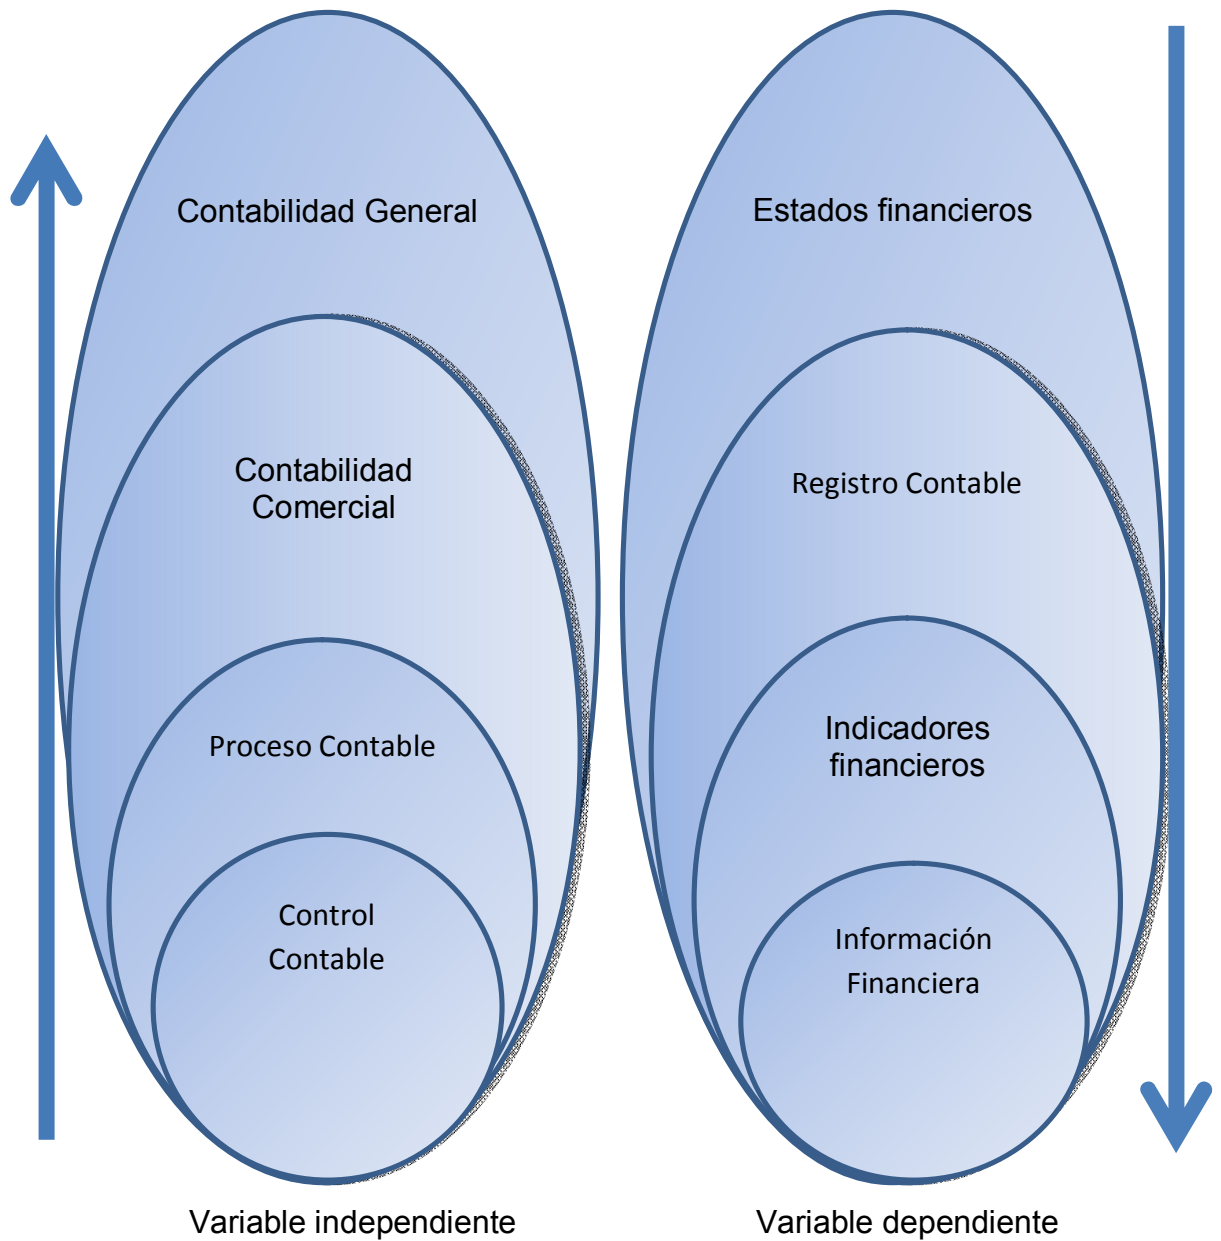 Contabilidad General
Contabilidad
Comercial
Proceso Contable
Control
Contable
Variable independiente
Estados financieros
Registro Contable
Indicadores
financieros
Información
Financiera
Variable dependiente